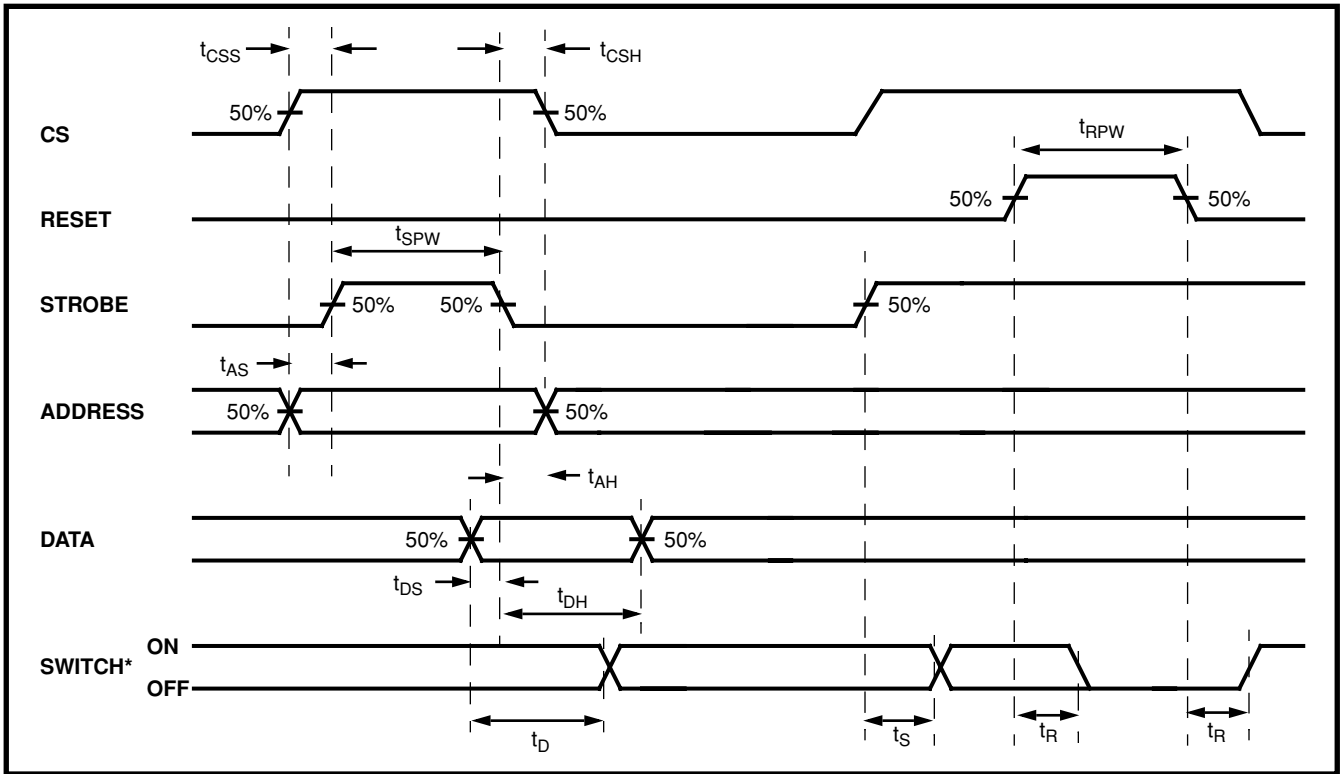 tCSS
tCSH
50%
50%
CS
tRPW
50%
50%
RESET
tSPW
STROBE
50%
50%
50%
tAS
ADDRESS
50%
50%
tAH
DATA
50%
50%
tDS
tDH
ON
SWITCH*
OFF
tD
tS
tR
tR